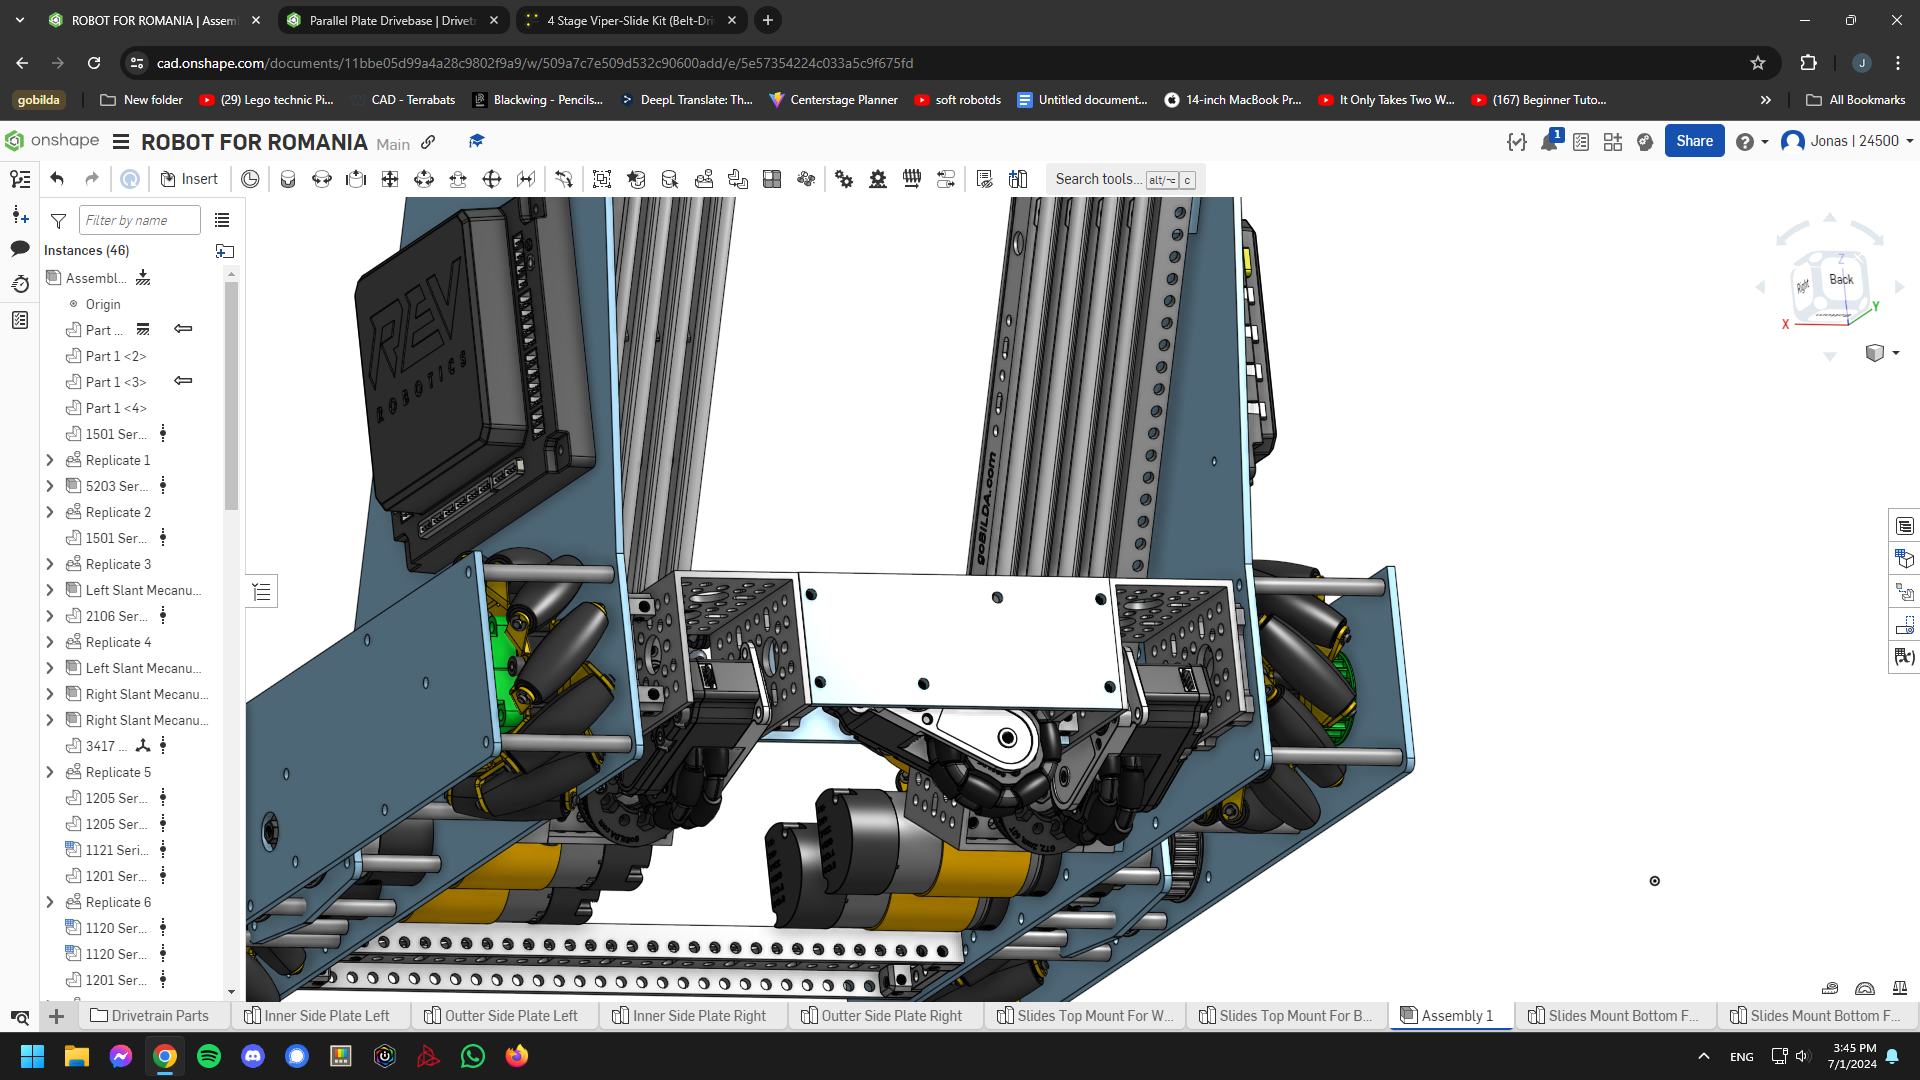 ROBOT FOR ROMANIA | Assem
Parallel Plate Drivebase | Drivet
4 Stage Viper-Slide Kit (Belt-Dri
cad.onshape.com/documents/11bbe05d99a4a28c9802f9a9/w/509a7c7e509d532c90600add/e/5e57354224c033a5c9f675fd
J
gobilda
New folder
(29) Lego technic Pi...
CAD - Terrabats
Blackwing - Pencils...
DeepL Translate: Th...
Centerstage Planner
soft robotds
Untitled document...
14-inch MacBook Pr...
It Only Takes Two W...
(167) Beginner Tuto...
All Bookmarks
onshape
ROBOT FOR ROMANIA Main
1
Share
Jonas | 24500
Insert
Search tools... alt/⌥ c
Filter by name
Instances (46)
Assembl...
Origin
Part ...
Part 1 <2>
Part 1 <3>
Part 1 <4>
1501 Ser...
Replicate 1
5203 Ser...
Replicate 2
1501 Ser...
Replicate 3
Left Slant Mecanu...
2106 Ser...
Replicate 4
Left Slant Mecanu...
Right Slant Mecanu...
Right Slant Mecanu...
3417 ...
Replicate 5
1205 Ser...
1205 Ser...
1121 Seri...
1201 Ser...
Replicate 6
1120 Ser...
1120 Ser...
1201 Ser...
REV
ROBOTICS
goBILDA.com
Z
Back
Right
Bottom
X
Y
Drivetrain Parts
Inner Side Plate Left
Outter Side Plate Left
Inner Side Plate Right
Outter Side Plate Right
Slides Top Mount For W...
Slides Top Mount For B...
Assembly 1
Slides Mount Bottom F...
Slides Mount Bottom F...
ENG
3:45 PM
7/1/2024